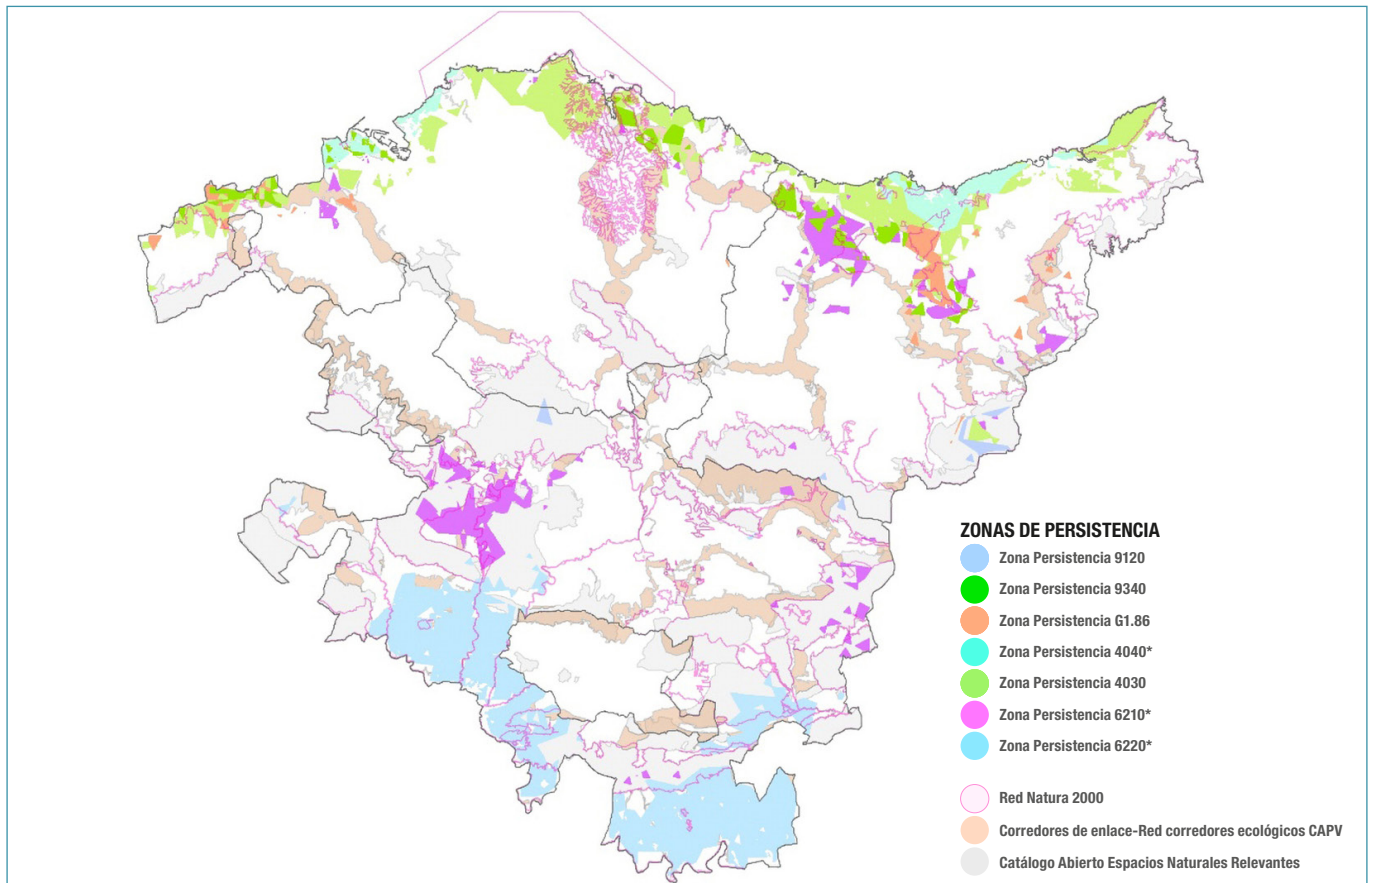 ZONAS DE PERSISTENCIA
Zona Persistencia 9120
Zona Persistencia 9340
Zona Persistencia G1.86
Zona Persistencia 4040*
Zona Persistencia 4030
Zona Persistencia 6210*
Zona Persistencia 6220*
Red Natura 2000
Corredores de enlace-Red corredores ecológicos CAPV
Catálogo Abierto Espacios Naturales Relevantes